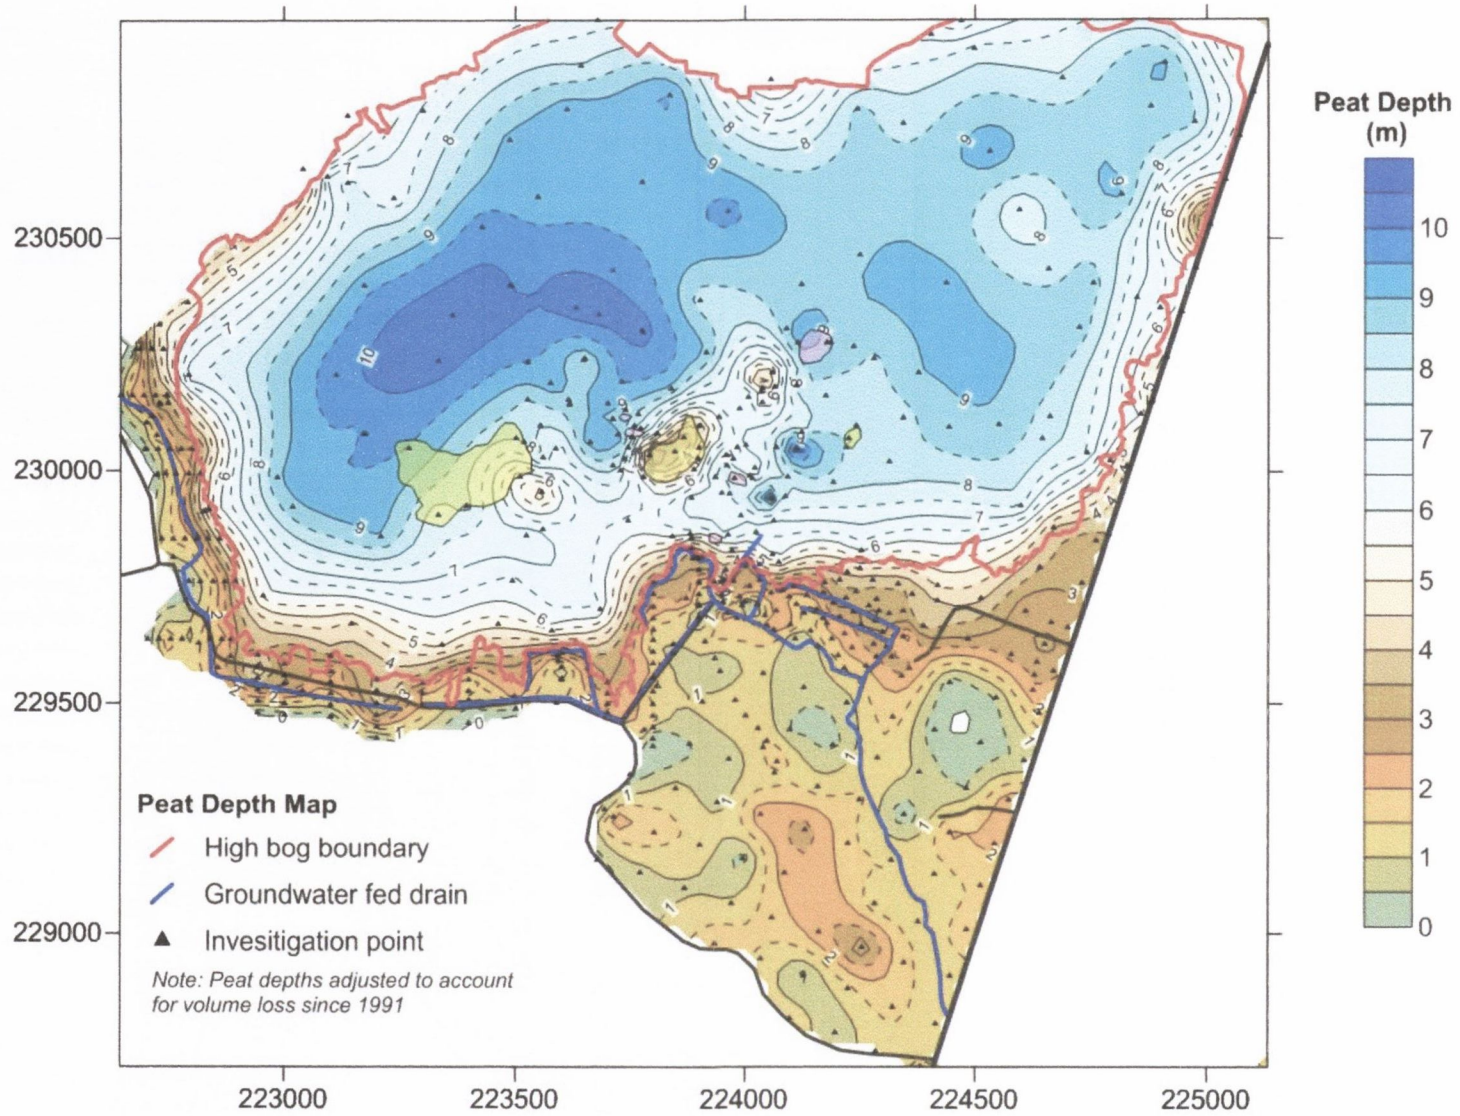 Peat Depth
(m)
10
9
8
7
6
5
4
3
2
1
0
230500
230000
229500
229000
223000
223500
224000
224500
225000
Peat Depth Map
High bog boundary
Groundwater fed drain
Invesitigation point
Note: Peat depths adjusted to account
for volume loss since 1991